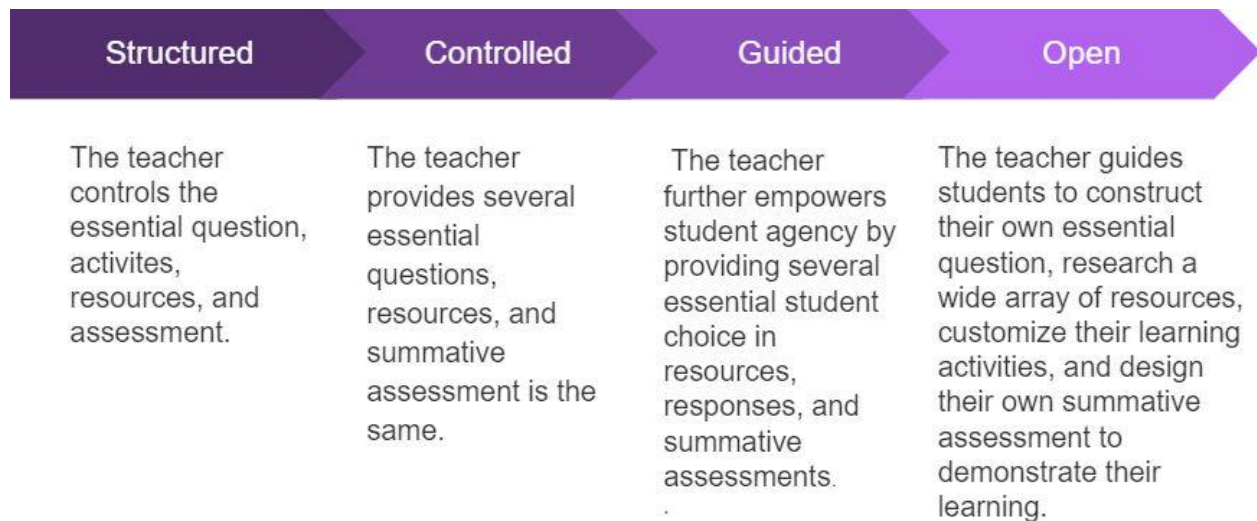 Structured
Controlled
Guided
Open
The teacher
controls the
essential question,
activites,
resources, and
assessment.
The teacher
provides several
essential
questions,
resources, and
summative
assessment is the
same.
The teacher
further empowers
student agency by
providing several
essential student
choice in
resources,
responses, and
summative
assessments.
.
The teacher guides
students to construct
their own essential
question, research a
wide array of resources,
customize their learning
activities, and design
their own summative
assessment to
demonstrate their
learning.